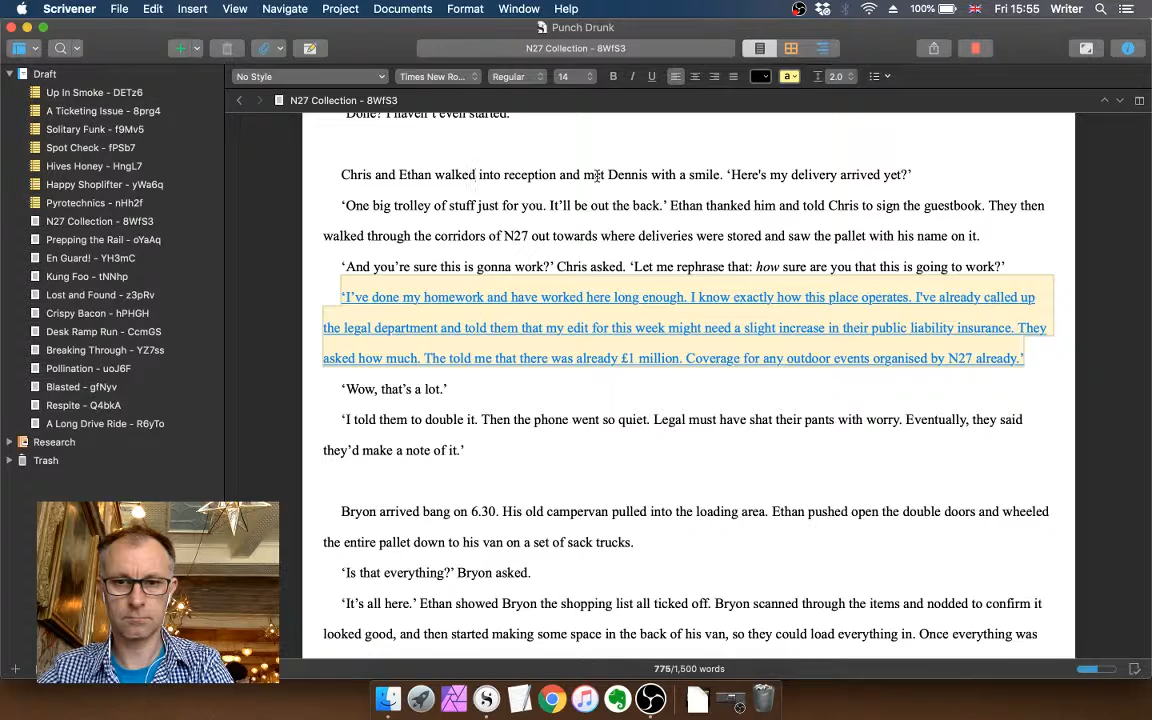 Scrivener File Edit Insert View Navigate Project Documents Format Window Help 100% Fri 15:55 Writer
Punch Drunk
N27 Collection - 8WfS3
No Style Times New Ro... Regular 14 B I U a 2.0
N27 Collection - 8WfS3
Draft
Up In Smoke - DETz6
A Ticketing Issue - 8prg4
Solitary Funk - f9Mv5
Spot Check - fPSb7
Hives Honey - HngL7
Happy Shoplifter - yWa6q
Pyrotechnics - nHh2f
N27 Collection - 8WfS3
Prepping the Rail - oYaAq
En Guard! - YH3mC
Kung Foo - tNNhp
Lost and Found - z3pRv
Crispy Bacon - hPHGH
Desk Ramp Run - CcmGS
Breaking Through - YZ7ss
Pollination - uoJ6F
Blasted - gfNyv
Respite - Q4bkA
A Long Drive Ride - R6yTo
Research
Trash
‘Done? I haven’t even started.
Chris and Ethan walked into reception and met Dennis with a smile. ‘Here's my delivery arrived yet?’
‘One big trolley of stuff just for you. It’ll be out the back.’ Ethan thanked him and told Chris to sign the guestbook. They then
walked through the corridors of N27 out towards where deliveries were stored and saw the pallet with his name on it.
‘And you’re sure this is gonna work?’ Chris asked. ‘Let me rephrase that: how sure are you that this is going to work?’
‘I’ve done my homework and have worked here long enough. I know exactly how this place operates. I've already called up
the legal department and told them that my edit for this week might need a slight increase in their public liability insurance. They
asked how much. The told me that there was already £1 million. Coverage for any outdoor events organised by N27 already.’
‘Wow, that’s a lot.’
‘I told them to double it. Then the phone went so quiet. Legal must have shat their pants with worry. Eventually, they said
they’d make a note of it.’
Bryon arrived bang on 6.30. His old campervan pulled into the loading area. Ethan pushed open the double doors and wheeled
the entire pallet down to his van on a set of sack trucks.
‘Is that everything?’ Bryon asked.
‘It’s all here.’ Ethan showed Bryon the shopping list all ticked off. Bryon scanned through the items and nodded to confirm it
looked good, and then started making some space in the back of his van, so they could load everything in. Once everything was
775/1,500 words